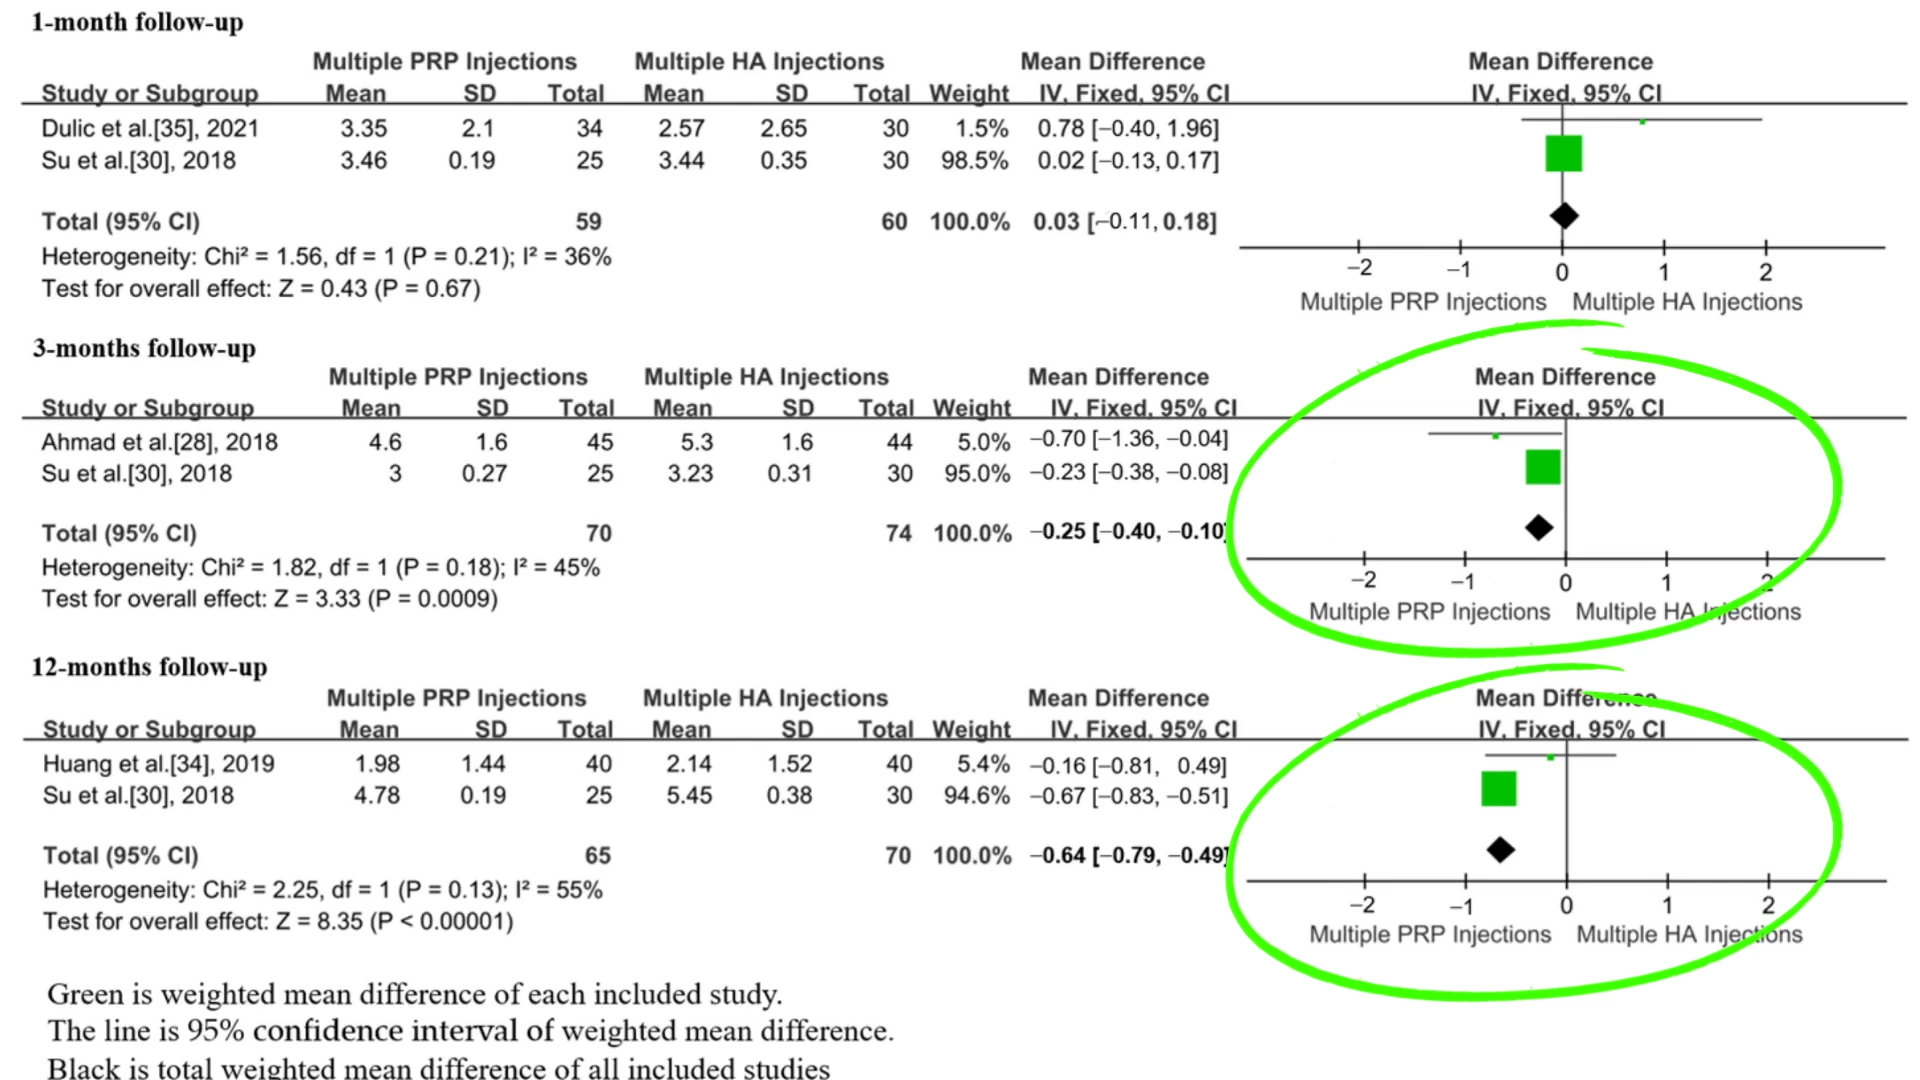 1-month follow-up
Multiple PRP Injections Multiple HA Injections Mean Difference Mean Difference
Study or Subgroup Mean SD Total Mean SD Total Weight IV, Fixed, 95% CI IV, Fixed, 95% CI
Dulic et al.[35], 2021 3.35 2.1 34 2.57 2.65 30 1.5% 0.78 [−0.40, 1.96]
Su et al.[30], 2018 3.46 0.19 25 3.44 0.35 30 98.5% 0.02 [−0.13, 0.17]
Total (95% CI) 59 60 100.0% 0.03 [−0.11, 0.18]
Heterogeneity: Chi² = 1.56, df = 1 (P = 0.21); I² = 36%
Test for overall effect: Z = 0.43 (P = 0.67)
−2 −1 0 1 2
Multiple PRP Injections Multiple HA Injections
3-months follow-up
Multiple PRP Injections Multiple HA Injections Mean Difference Mean Difference
Study or Subgroup Mean SD Total Mean SD Total Weight IV, Fixed, 95% CI IV, Fixed, 95% CI
Ahmad et al.[28], 2018 4.6 1.6 45 5.3 1.6 44 5.0% −0.70 [−1.36, −0.04]
Su et al.[30], 2018 3 0.27 25 3.23 0.31 30 95.0% −0.23 [−0.38, −0.08]
Total (95% CI) 70 74 100.0% −0.25 [−0.40, −0.10]
Heterogeneity: Chi² = 1.82, df = 1 (P = 0.18); I² = 45%
Test for overall effect: Z = 3.33 (P = 0.0009)
−2 −1 0 1 2
Multiple PRP Injections Multiple HA Injections
12-months follow-up
Multiple PRP Injections Multiple HA Injections Mean Difference Mean Difference
Study or Subgroup Mean SD Total Mean SD Total Weight IV, Fixed, 95% CI IV, Fixed, 95% CI
Huang et al.[34], 2019 1.98 1.44 40 2.14 1.52 40 5.4% −0.16 [−0.81, 0.49]
Su et al.[30], 2018 4.78 0.19 25 5.45 0.38 30 94.6% −0.67 [−0.83, −0.51]
Total (95% CI) 65 70 100.0% −0.64 [−0.79, −0.49]
Heterogeneity: Chi² = 2.25, df = 1 (P = 0.13); I² = 55%
Test for overall effect: Z = 8.35 (P < 0.00001)
−2 −1 0 1 2
Multiple PRP Injections Multiple HA Injections
Green is weighted mean difference of each included study.
The line is 95% confidence interval of weighted mean difference.
Black is total weighted mean difference of all included studies